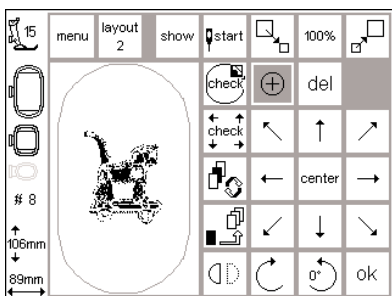 15 menu layout show start 100%
2
check del
check
center
# 8
106mm
89mm 0° ok